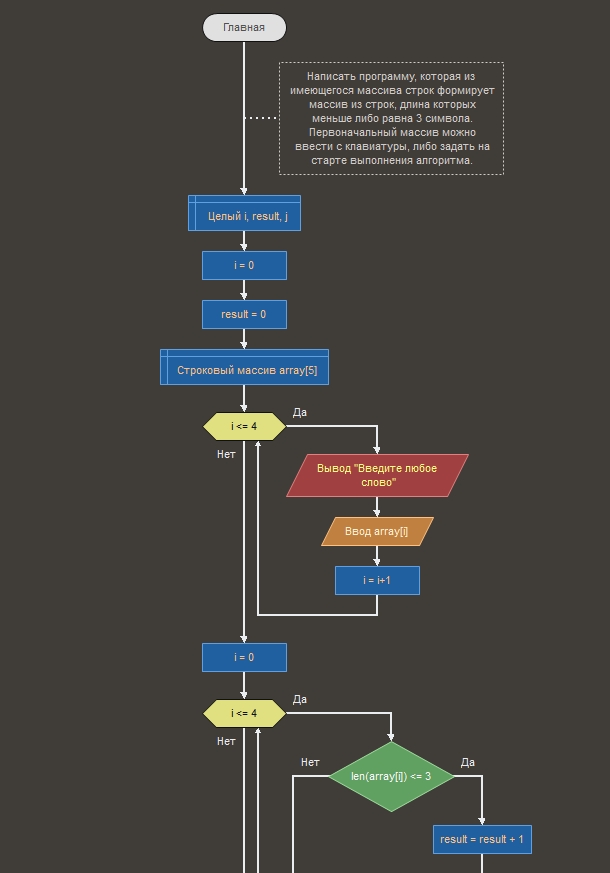 Главная
Написать программу, которая из
имеющегося массива строк формирует
массив из строк, длина которых
меньше либо равна 3 символа.
Первоначальный массив можно
ввести с клавиатуры, либо задать на
старте выполнения алгоритма.
Целый i, result, j
i = 0
result = 0
Строковый массив array[5]
i <= 4
Да
Нет
Вывод "Введите любое
слово"
Ввод array[i]
i = i+1
i = 0
i <= 4
Да
Нет
Нет
len(array[i]) <= 3
Да
result = result + 1